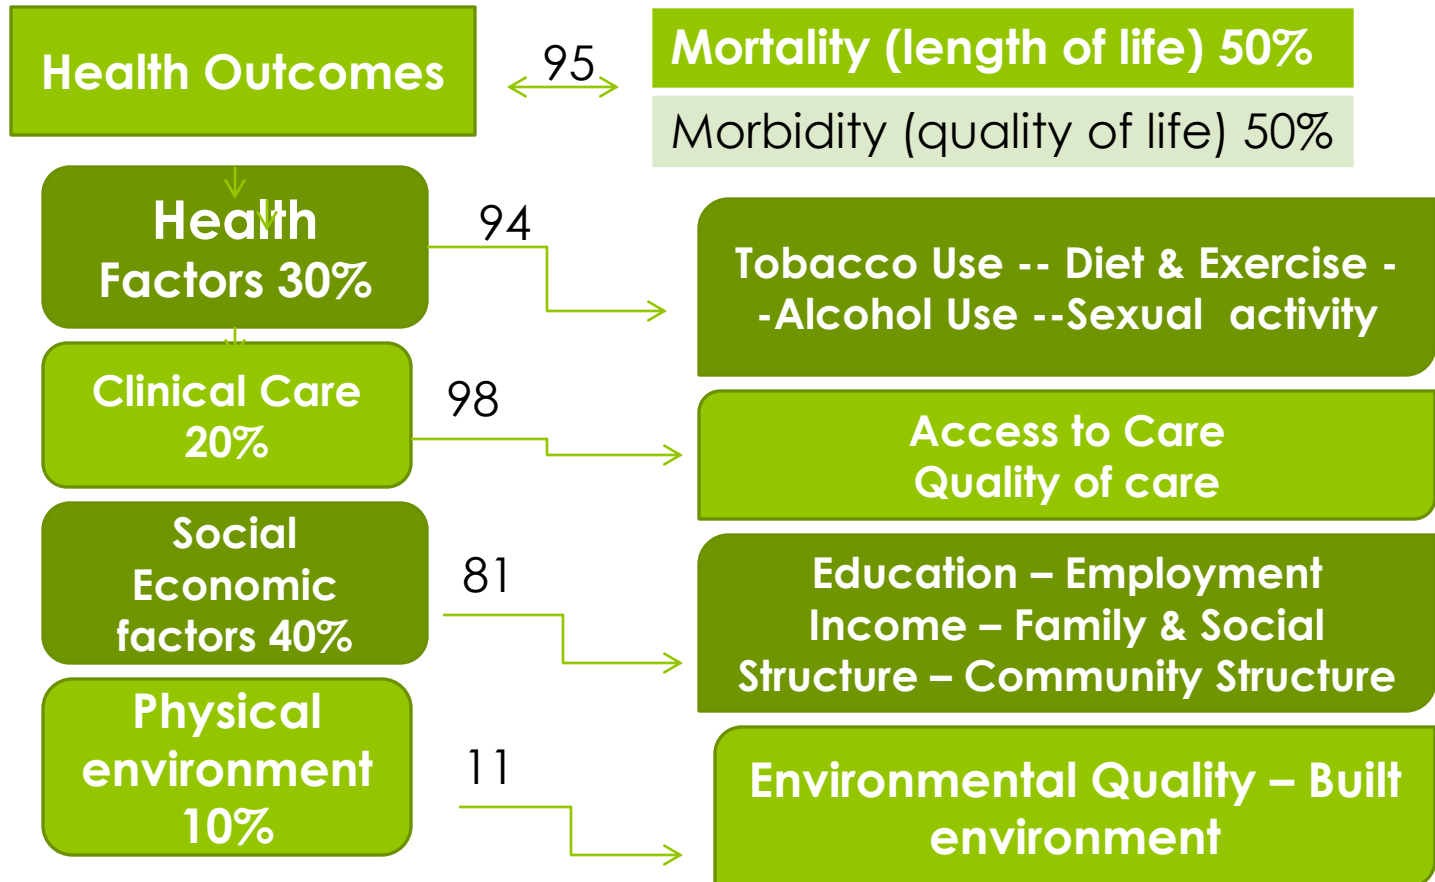 Health Outcomes
95
Mortality (length of life) 50%
Morbidity (quality of life) 50%
Health
Factors 30%
94
Tobacco Use -- Diet & Exercise -
-Alcohol Use --Sexual activity
Clinical Care
20%
98
Access to Care
Quality of care
Social
Economic
factors 40%
81
Education – Employment
Income – Family & Social
Structure – Community Structure
Physical
environment
10%
11
Environmental Quality – Built
environment